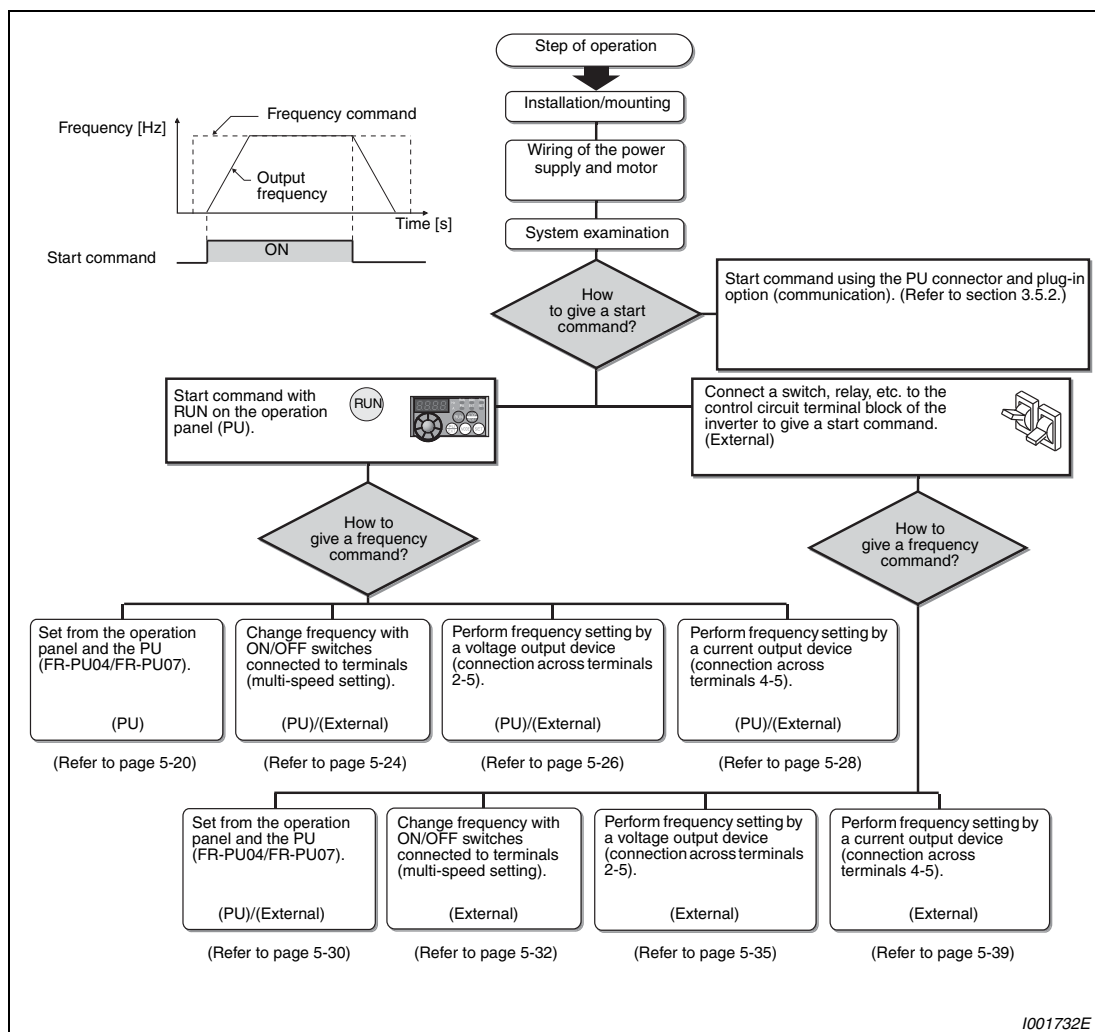 Step of operation
Installation/mounting
Wiring of the power
supply and motor
System examination
Frequency command
Frequency [Hz]
Output
frequency
Time [s]
Start command
ON
How
to give a start
command?
Start command using the PU connector and plug-in
option (communication). (Refer to section 3.5.2.)
Start command with
RUN on the operation
panel (PU).
RUN
Connect a switch, relay, etc. to the
control circuit terminal block of the
inverter to give a start command.
(External)
How to
give a frequency
command?
How to
give a frequency
command?
Set from the operation
panel and the PU
(FR-PU04/FR-PU07).
(PU)
(Refer to page 5-20)
Change frequency with
ON/OFF switches
connected to terminals
(multi-speed setting).
(PU)/(External)
(Refer to page 5-24)
Perform frequency setting by
a voltage output device
(connection across terminals
2-5).
(PU)/(External)
(Refer to page 5-26)
Perform frequency setting by
a current output device
(connection across
terminals 4-5).
(PU)/(External)
(Refer to page 5-28)
Set from the operation
panel and the PU
(FR-PU04/FR-PU07).
(PU)/(External)
(Refer to page 5-30)
Change frequency with
ON/OFF switches
connected to terminals
(multi-speed setting).
(External)
(Refer to page 5-32)
Perform frequency setting by
a voltage output device
(connection across terminals
2-5).
(External)
(Refer to page 5-35)
Perform frequency setting by
a current output device
(connection across
terminals 4-5).
(External)
(Refer to page 5-39)
I001732E